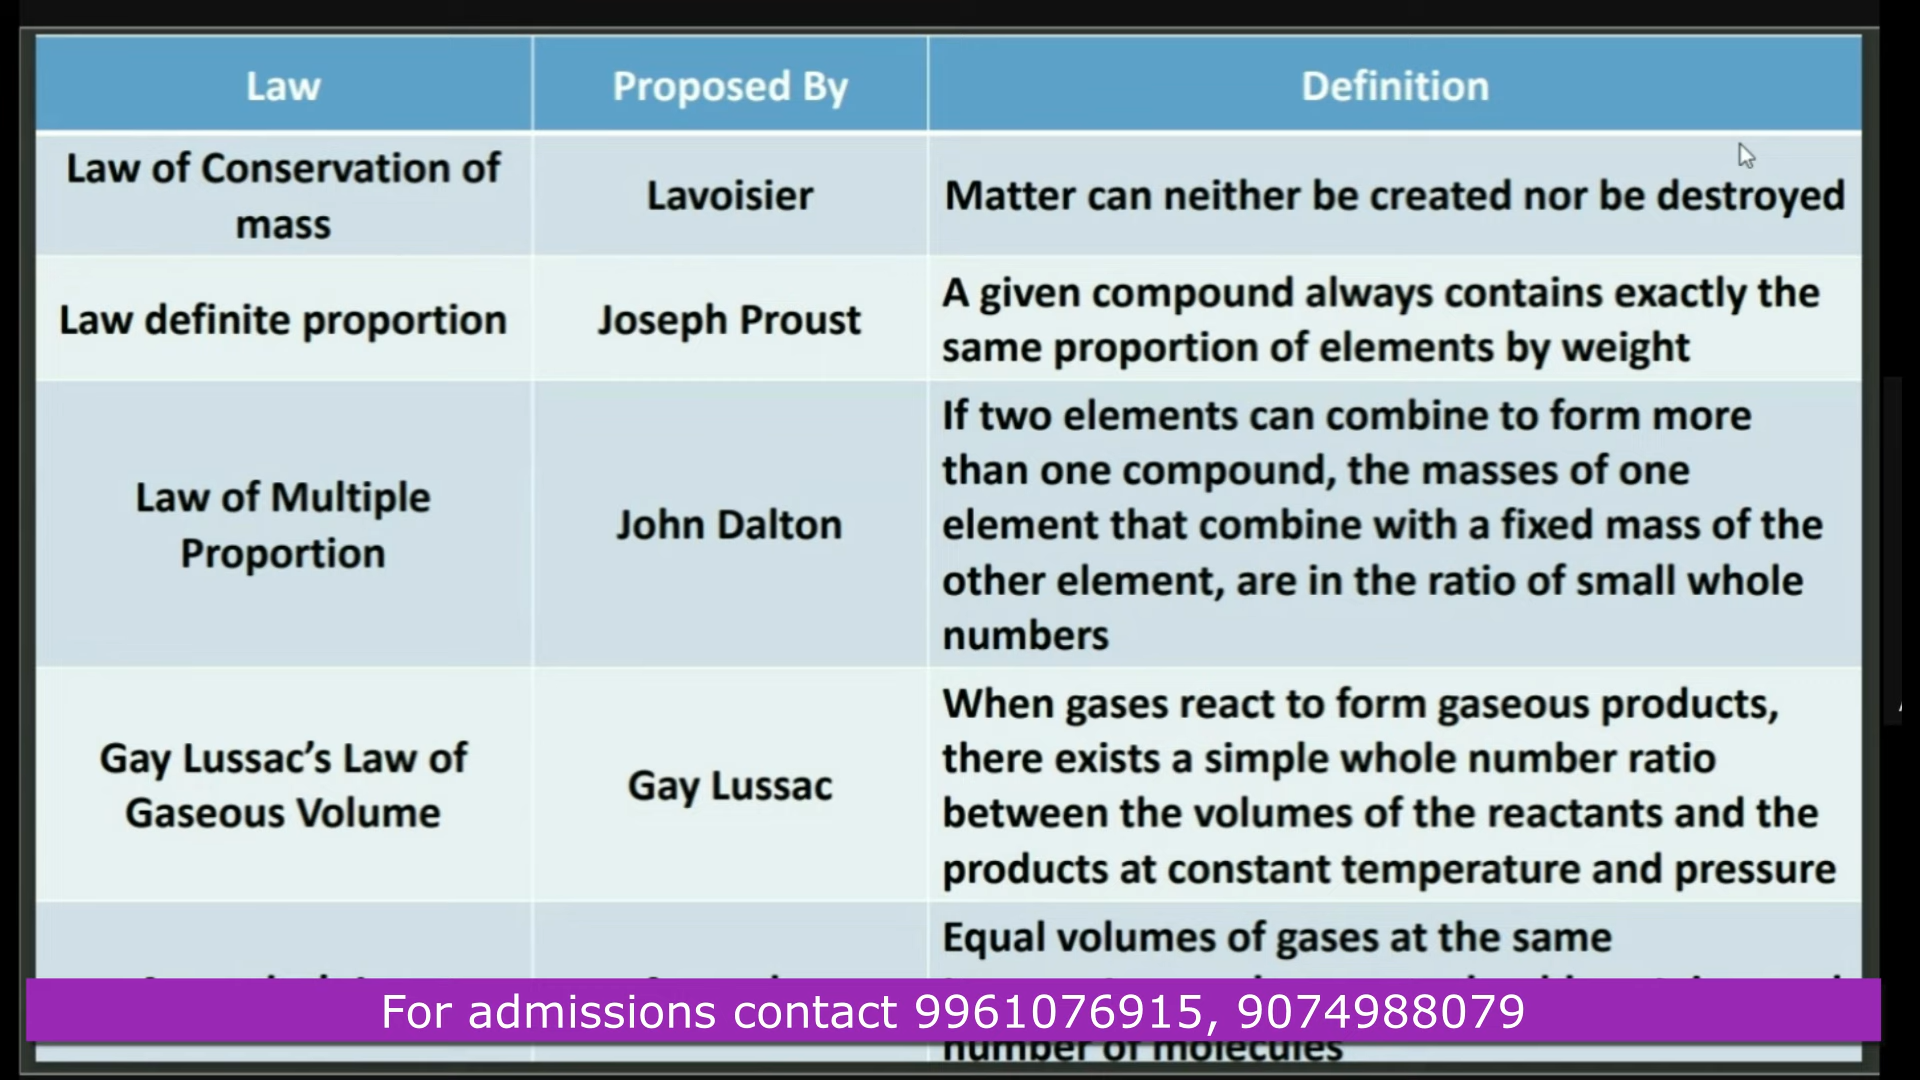 Law
Proposed By
Definition
Law of Conservation of
mass
Lavoisier
Matter can neither be created nor be destroyed
Law definite proportion
Joseph Proust
A given compound always contains exactly the
same proportion of elements by weight
Law of Multiple
Proportion
John Dalton
If two elements can combine to form more
than one compound, the masses of one
element that combine with a fixed mass of the
other element, are in the ratio of small whole
numbers
Gay Lussac’s Law of
Gaseous Volume
Gay Lussac
When gases react to form gaseous products,
there exists a simple whole number ratio
between the volumes of the reactants and the
products at constant temperature and pressure
Equal volumes of gases at the same
For admissions contact 9961076915, 9074988079
number of molecules